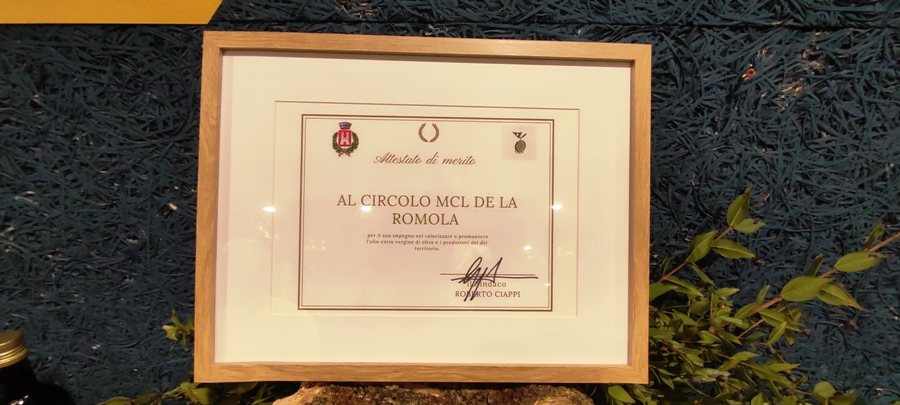 Attestato di merito
AL CIRCOLO MCL DE LA
ROMOLA
per il suo impegno nel valorizzare e promuovere
l'olio extra vergine di oliva e i produttori del dei
territorio.
Il Sindaco
ROBERTO CIAPPI